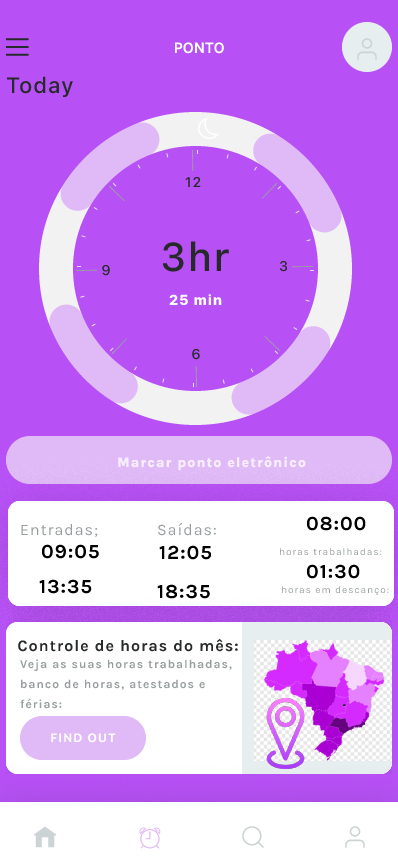 PONTO
Today
12
9
3
3hr
25 min
6
Marcar ponto eletrônico
Entradas;
09:05
13:35
Saídas:
12:05
18:35
08:00
horas trabalhadas:
01:30
horas em descanço:
Controle de horas do mês:
Veja as suas horas trabalhadas,
banco de horas, atestados e
férias:
FIND OUT